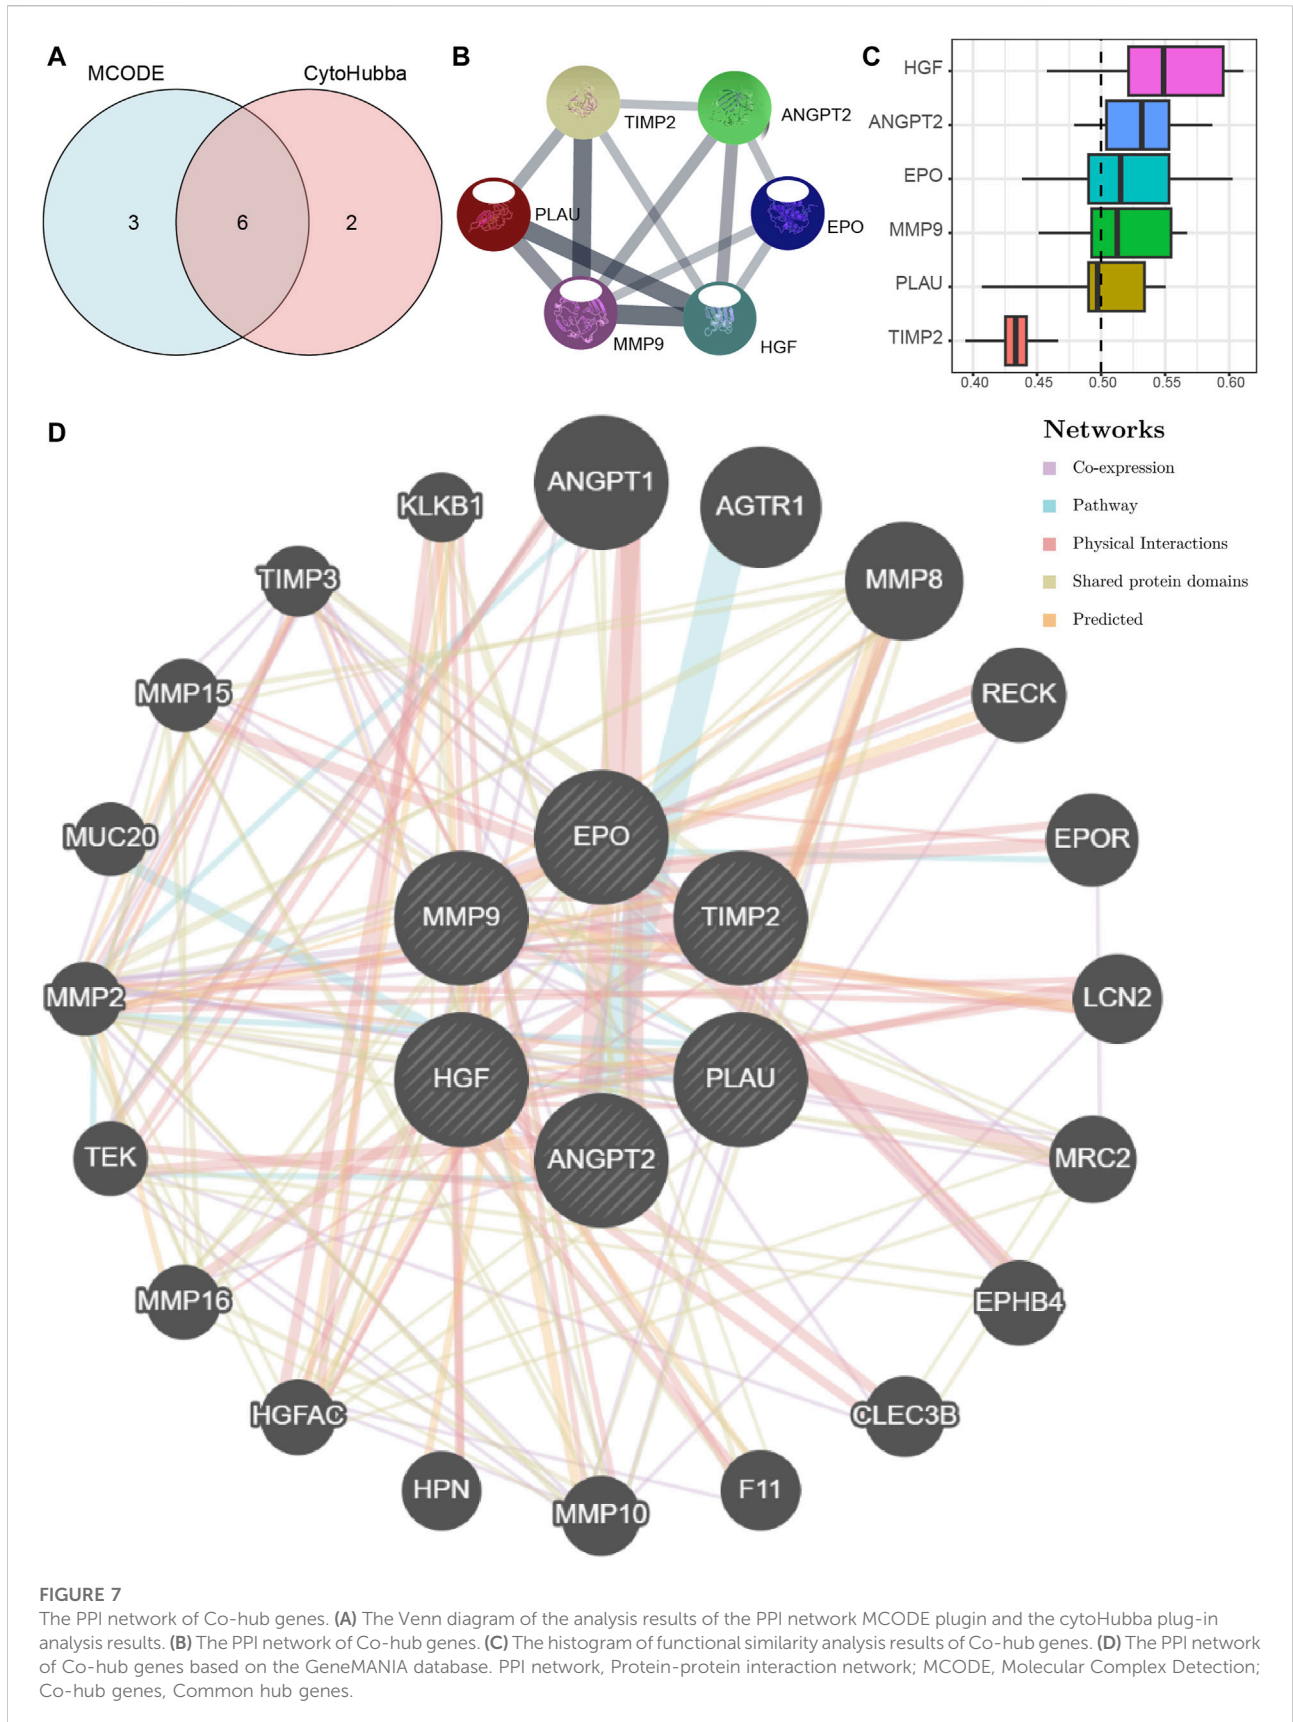 A
MCODE
CytoHubba
3
6
2
B
TIMP2
ANGPT2
PLAU
EPO
MMP9
HGF
C
HGF
ANGPT2
EPO
MMP9
PLAU
TIMP2
0.40 0.45 0.50 0.55 0.60
D
Networks
Co-expression
Pathway
Physical Interactions
Shared protein domains
Predicted
ANGPT1
KLKB1
AGTR1
TIMP3
MMP8
MMP15
RECK
MUC20
EPO
EPOR
MMP9
TIMP2
MMP2
LCN2
HGF
PLAU
TEK
ANGPT2
MRC2
MMP16
EPHB4
HGFAC
CLEC3B
HPN
MMP10
F11
FIGURE 7
The PPI network of Co-hub genes. (A) The Venn diagram of the analysis results of the PPI network MCODE plugin and the cytoHubba plug-in
analysis results. (B) The PPI network of Co-hub genes. (C) The histogram of functional similarity analysis results of Co-hub genes. (D) The PPI network
of Co-hub genes based on the GeneMANIA database. PPI network, Protein-protein interaction network; MCODE, Molecular Complex Detection;
Co-hub genes, Common hub genes.